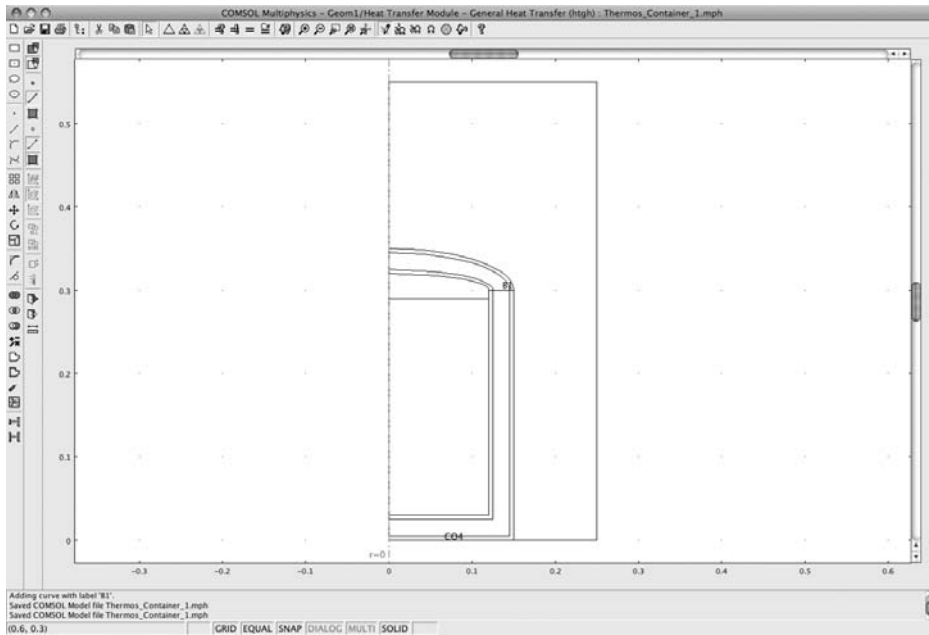 COMSOL Multiphysics - Geom1/Heat Transfer Module - General Heat Transfer (htgh) : Thermos_Container_1.mph
0.5
0.4
0.3
B1
0.2
0.1
CO4
0
r=0
-0.3 -0.2 -0.1 0 0.1 0.2 0.3 0.4 0.5 0.6
Adding curve with label 'B1'.
Saved COMSOL Model file Thermos_Container_1.mph
Saved COMSOL Model file Thermos_Container_1.mph
(0.6, 0.3) GRID EQUAL SNAP DIALOG MULTI SOLID